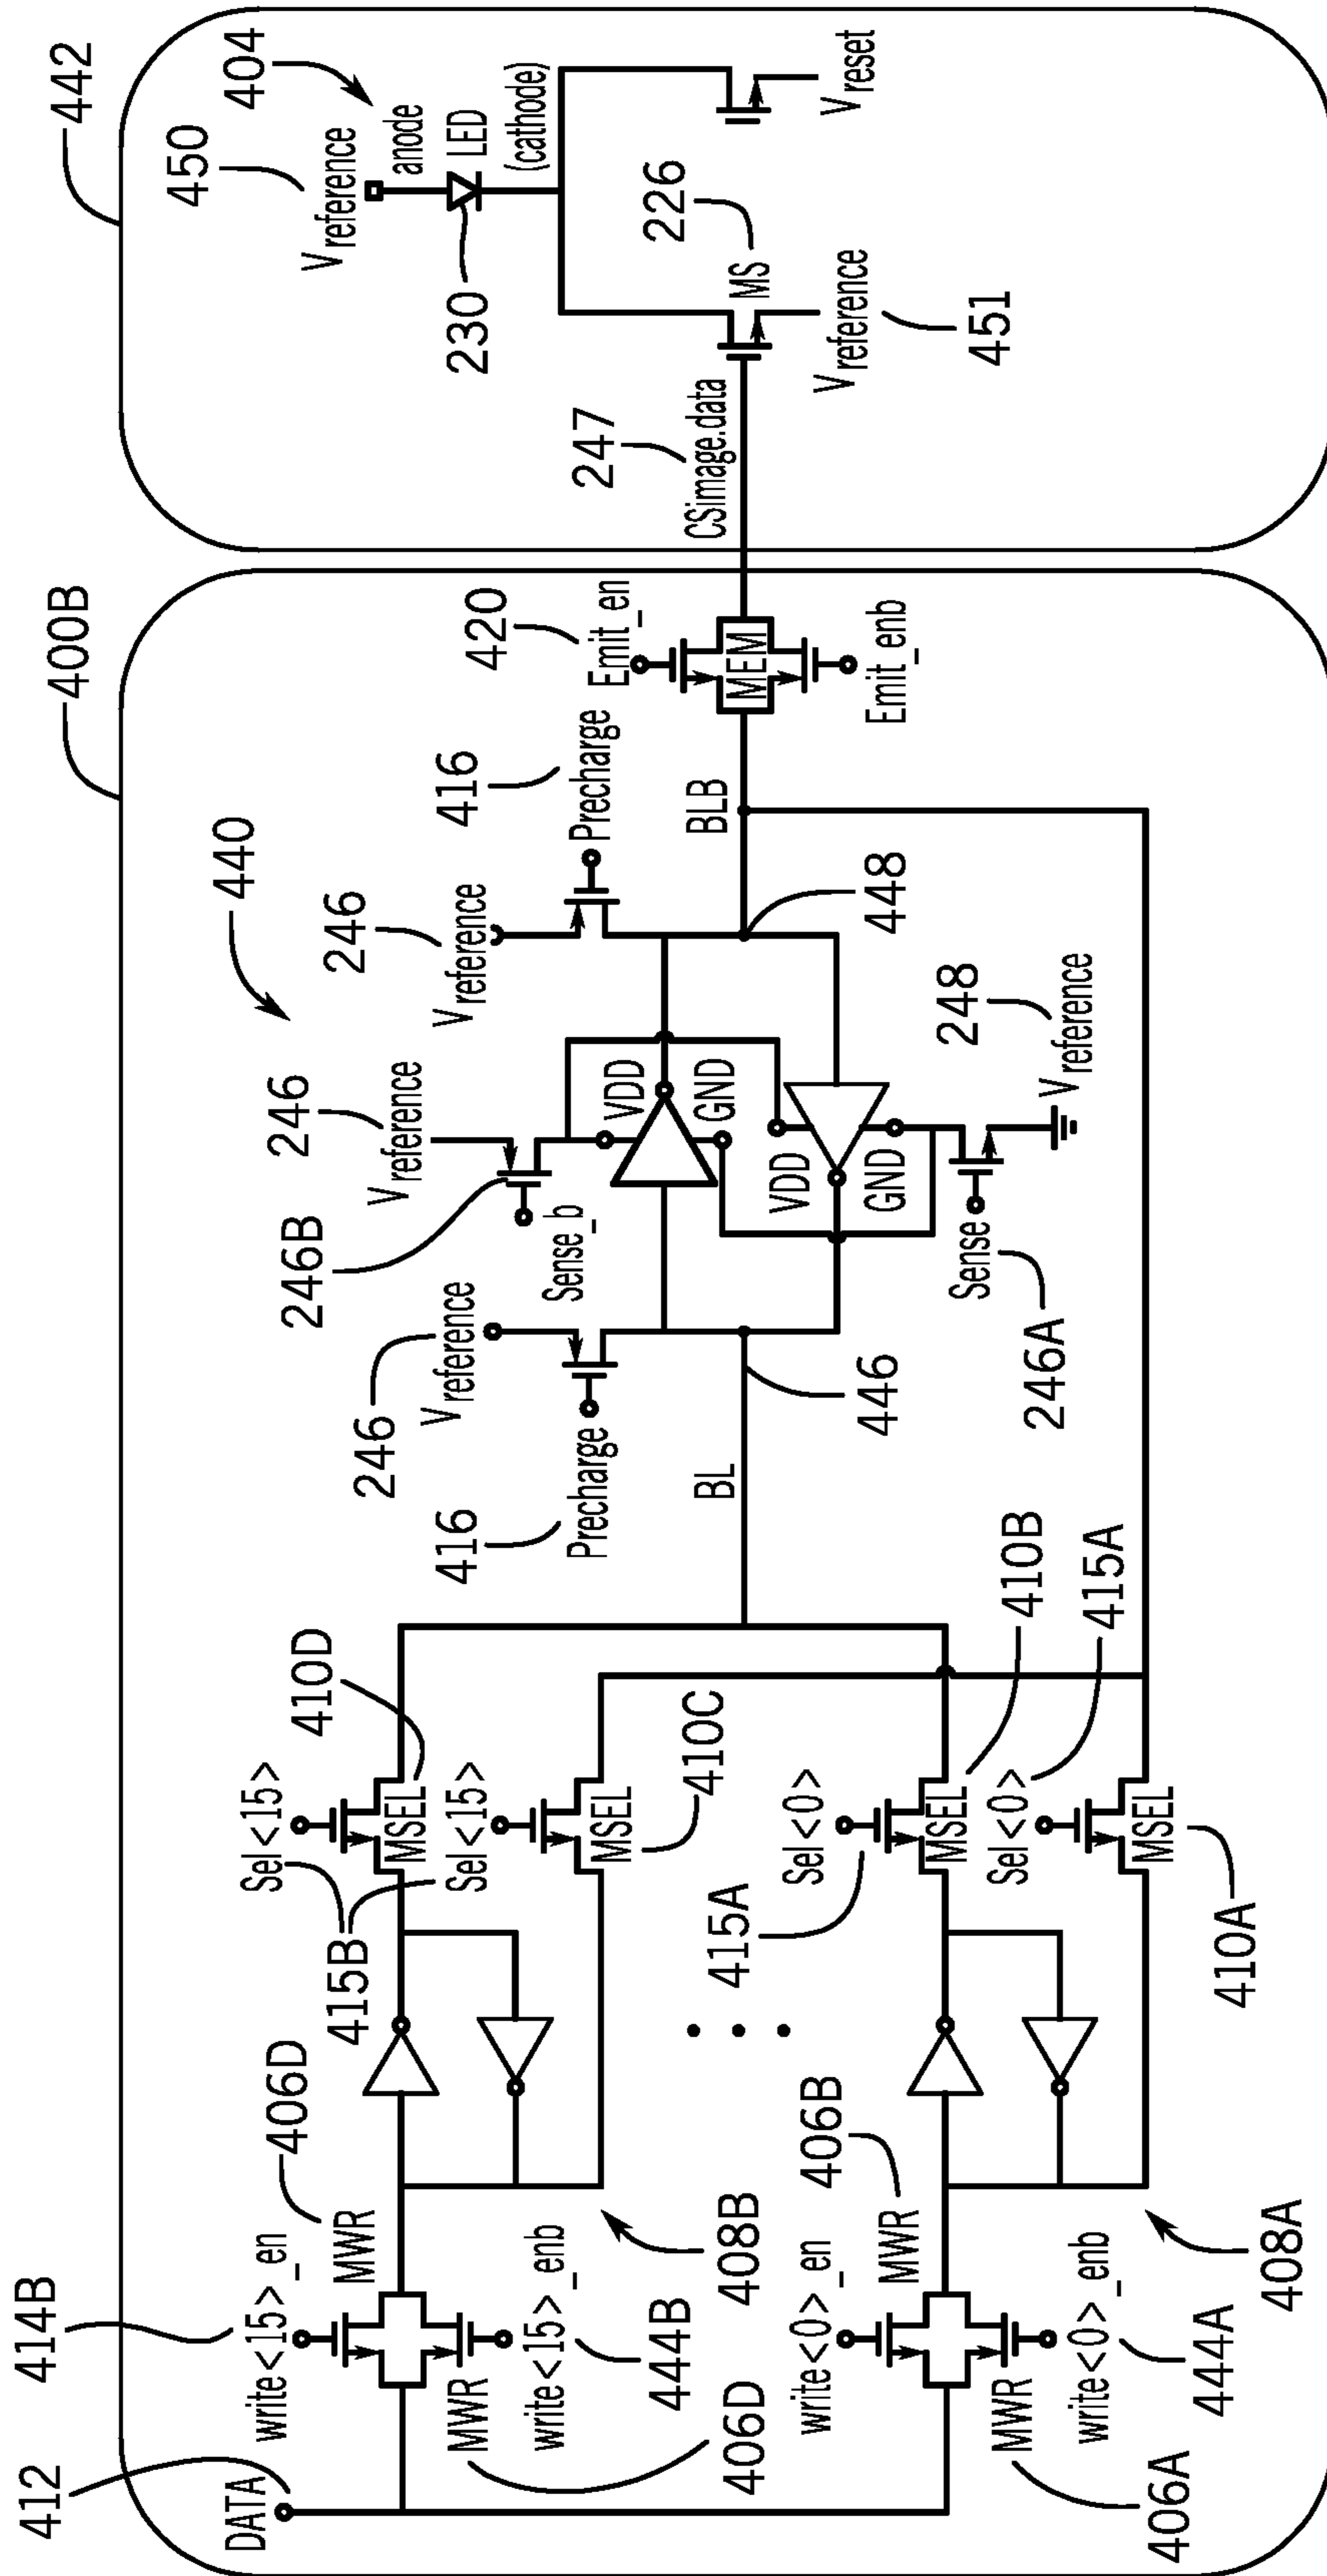 400B
442
412
DATA
414B
write<15>_en
MWR
406D
MWR
write<15>_enb
444B
406D
408B
415B
Sel<15>
MSEL
410D
Sel<15>
MSEL
410C
write<0>_en
MWR
406B
MWR
406A
write<0>_enb
444A
408A
415A
Sel<0>
MSEL
410B
Sel<0>
415A
MSEL
410A
BL
446
416
Precharge
246
Vreference
246B
Sense_b
246
Vreference
440
VDD
GND
VDD
GND
Sense
246A
248
Vreference
246
Vreference
416
Precharge
448
BLB
420
Emit_en
MEM
Emit_enb
247
CSimage.data
450
Vreference
404
anode
LED
230
(cathode)
226
MS
Vreference
451
Vreset